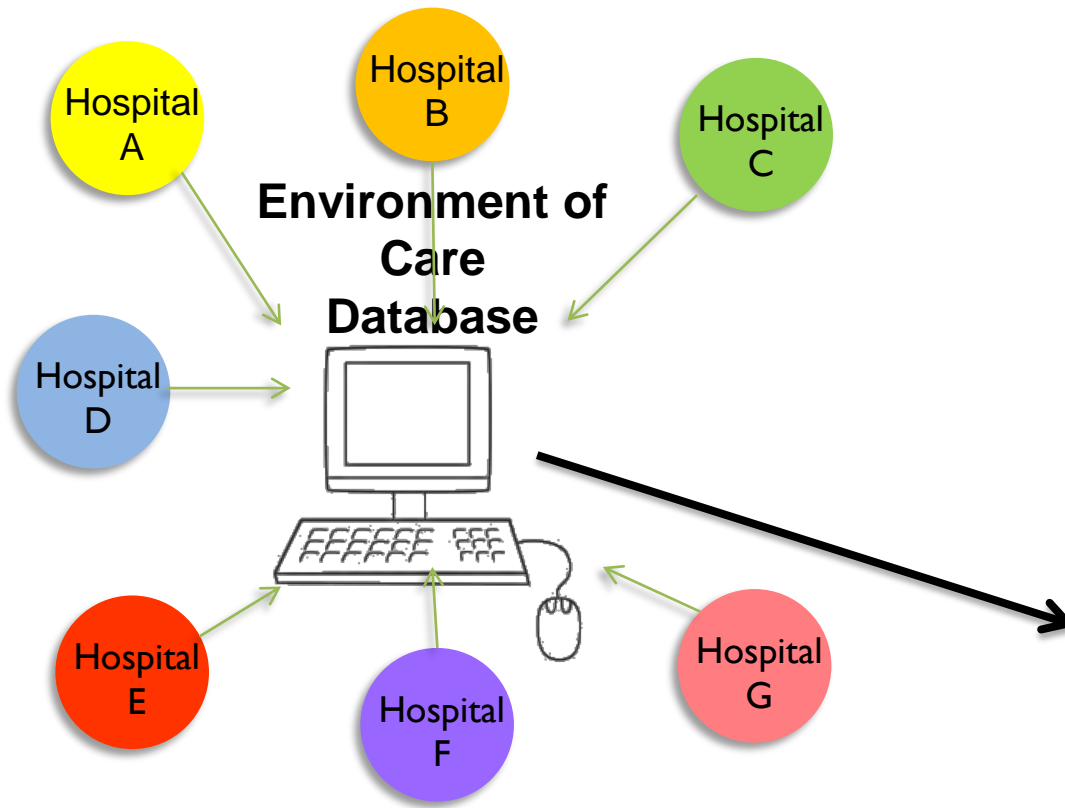 Hospital
A
Hospital
B
Hospital
C
Environment of
Care
Database
Hospital
D
Hospital
E
Hospital
F
Hospital
G